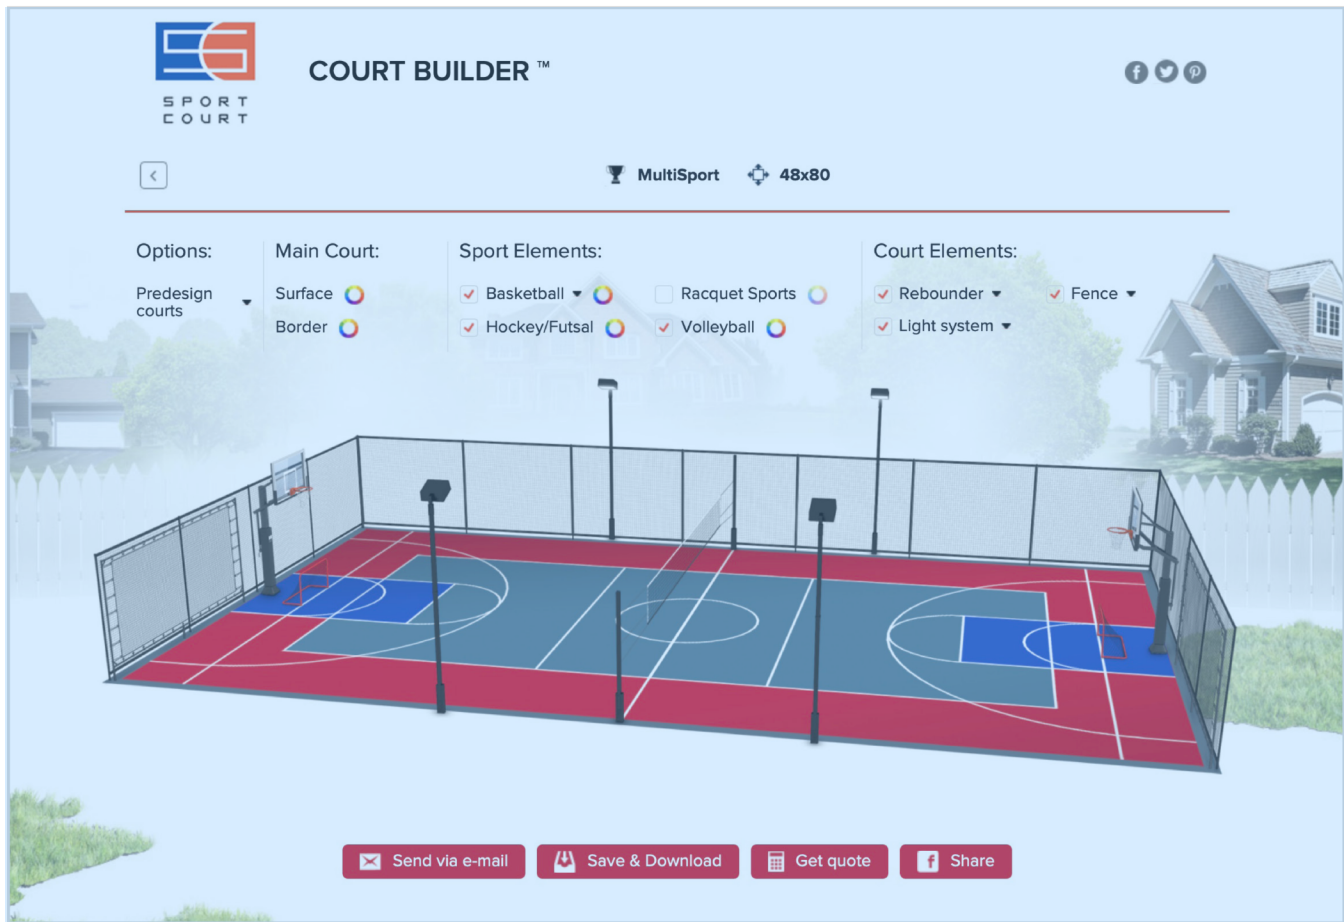 SPORT
COURT
COURT BUILDER ™
MultiSport
48x80
Options:
Predesign
courts
Main Court:
Surface
Border
Sport Elements:
Basketball
Racquet Sports
Hockey/Futsal
Volleyball
Court Elements:
Rebounder
Fence
Light system
Send via e-mail
Save & Download
Get quote
Share